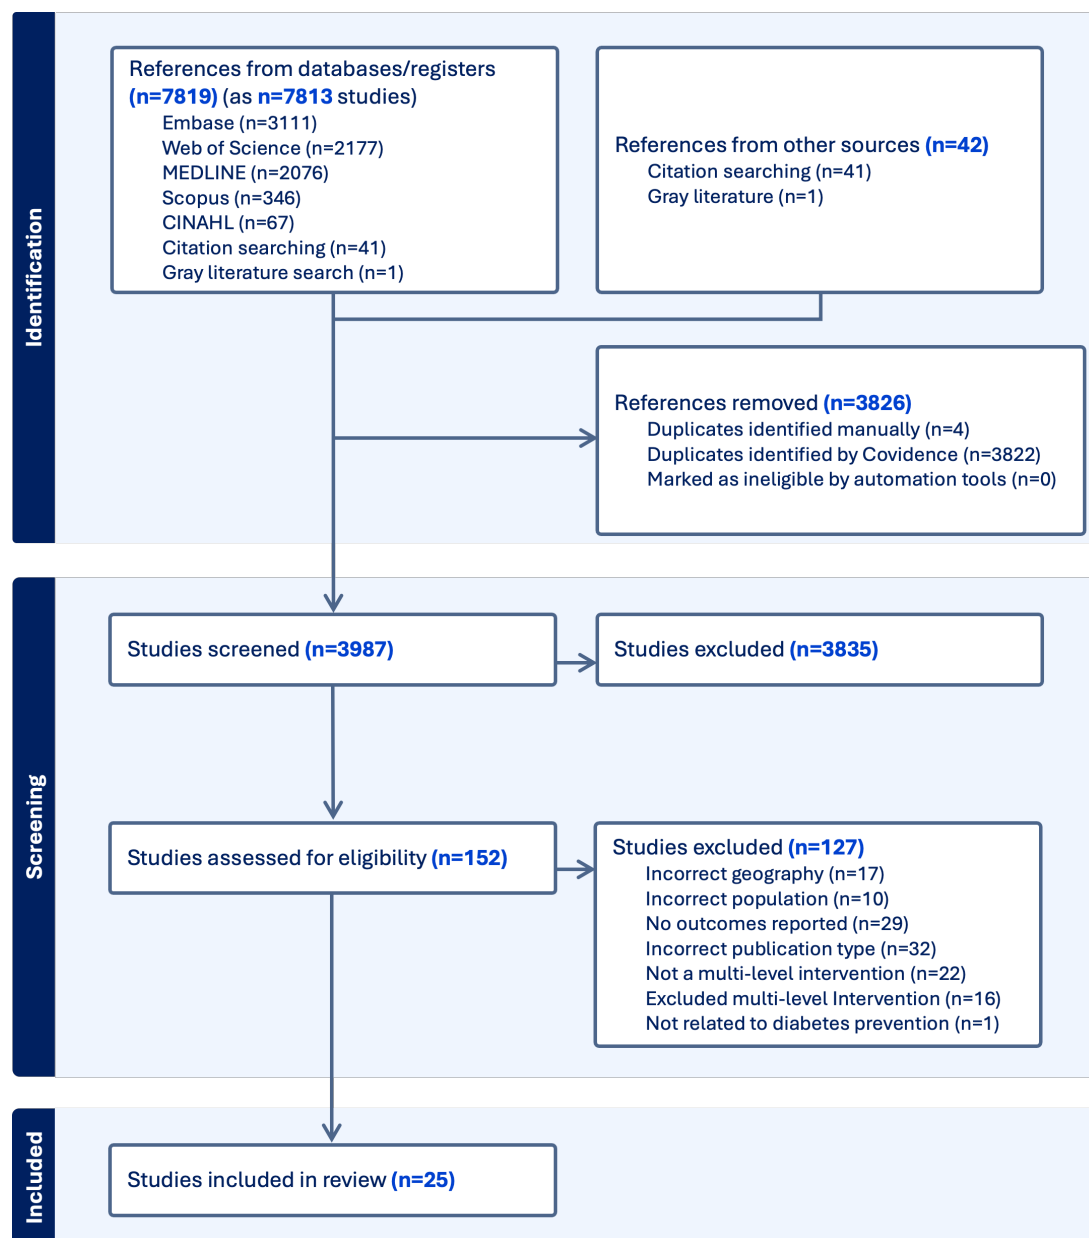 Identification
References from databases/registers
(n=7819) (as n=7813 studies)
Embase (n=3111)
Web of Science (n=2177)
MEDLINE (n=2076)
Scopus (n=346)
CINAHL (n=67)
Citation searching (n=41)
Gray literature search (n=1)
References from other sources (n=42)
Citation searching (n=41)
Gray literature (n=1)
References removed (n=3826)
Duplicates identified manually (n=4)
Duplicates identified by Covidence (n=3822)
Marked as ineligible by automation tools (n=0)
Screening
Studies screened (n=3987)
Studies excluded (n=3835)
Studies assessed for eligibility (n=152)
Studies excluded (n=127)
Incorrect geography (n=17)
Incorrect population (n=10)
No outcomes reported (n=29)
Incorrect publication type (n=32)
Not a multi-level intervention (n=22)
Excluded multi-level Intervention (n=16)
Not related to diabetes prevention (n=1)
Included
Studies included in review (n=25)